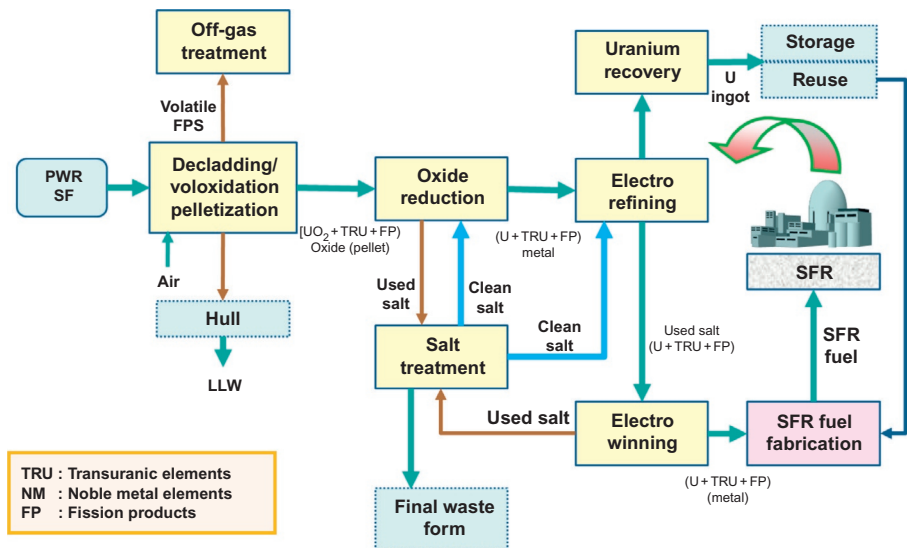 Off-gas
treatment
Uranium
recovery
U
ingot
Storage
Reuse
Volatile
FPS
PWR
SF
Decladding/
voloxidation
pelletization
Oxide
reduction
Electro
refining
[UO2 + TRU + FP)
Oxide (pellet)
(U + TRU + FP)
metal
Air
Used
salt
Clean
salt
Clean
salt
SFR
Hull
LLW
Salt
treatment
Used salt
(U + TRU + FP)
SFR
fuel
Used salt
Electro
winning
SFR fuel
fabrication
(U + TRU + FP)
(metal)
TRU : Transuranic elements
NM : Noble metal elements
FP : Fission products
Final waste
form